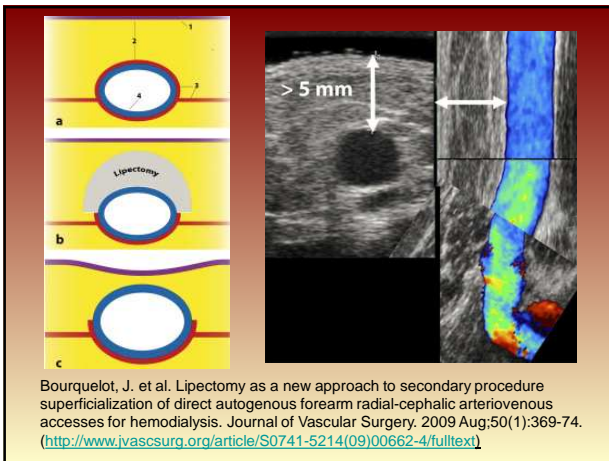 1
2
3
4
a
Lipectomy
b
c
> 5 mm
Bourquelot, J. et al. Lipectomy as a new approach to secondary procedure
superficialization of direct autogenous forearm radial-cephalic arteriovenous
accesses for hemodialysis. Journal of Vascular Surgery. 2009 Aug;50(1):369-74.
(http://www.jvascsurg.org/article/S0741-5214(09)00662-4/fulltext)